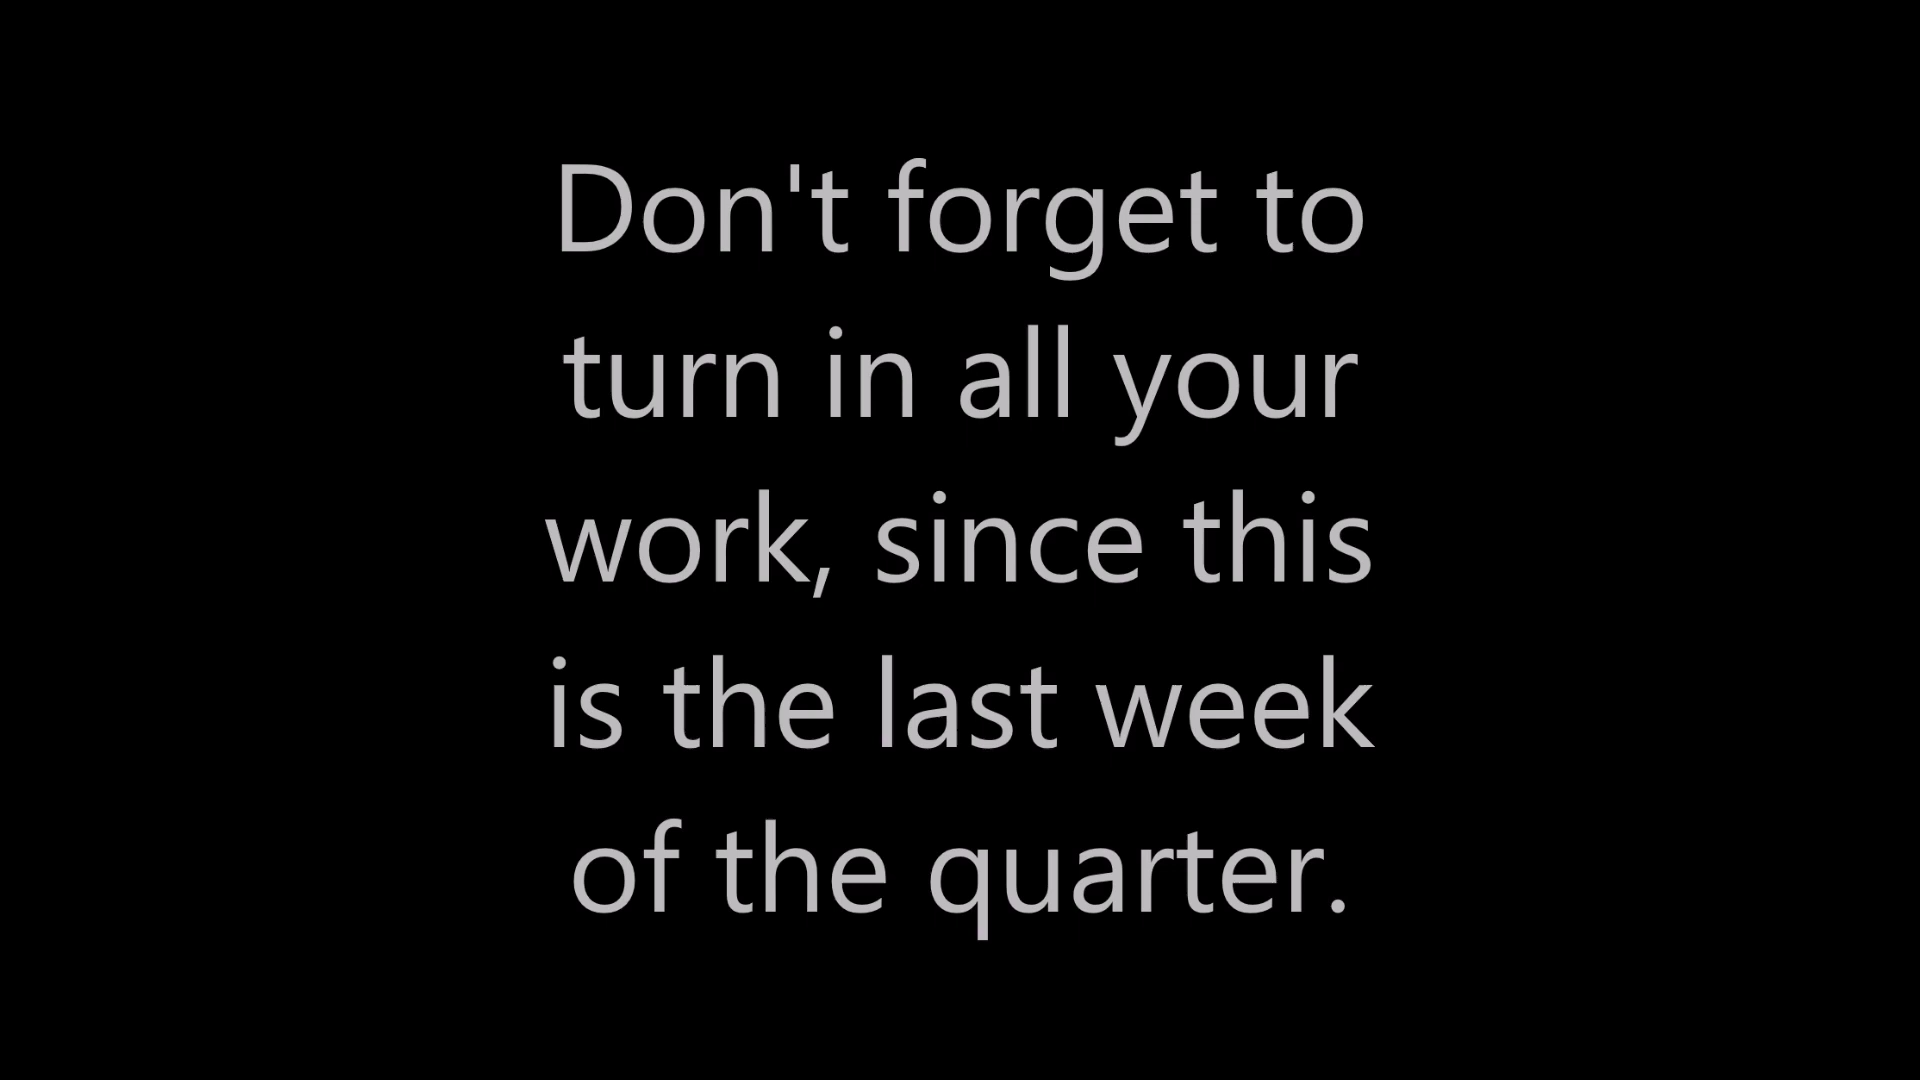 Don't forget to
turn in all your
work, since this
is the last week
of the quarter.